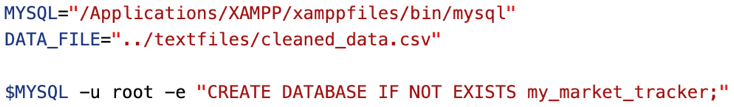 MYSQL="/Applications/XAMPP/xamppfiles/bin/mysql"
DATA_FILE="../textfiles/cleaned_data.csv"
$MYSQL -u root -e "CREATE DATABASE IF NOT EXISTS my_market_tracker;"